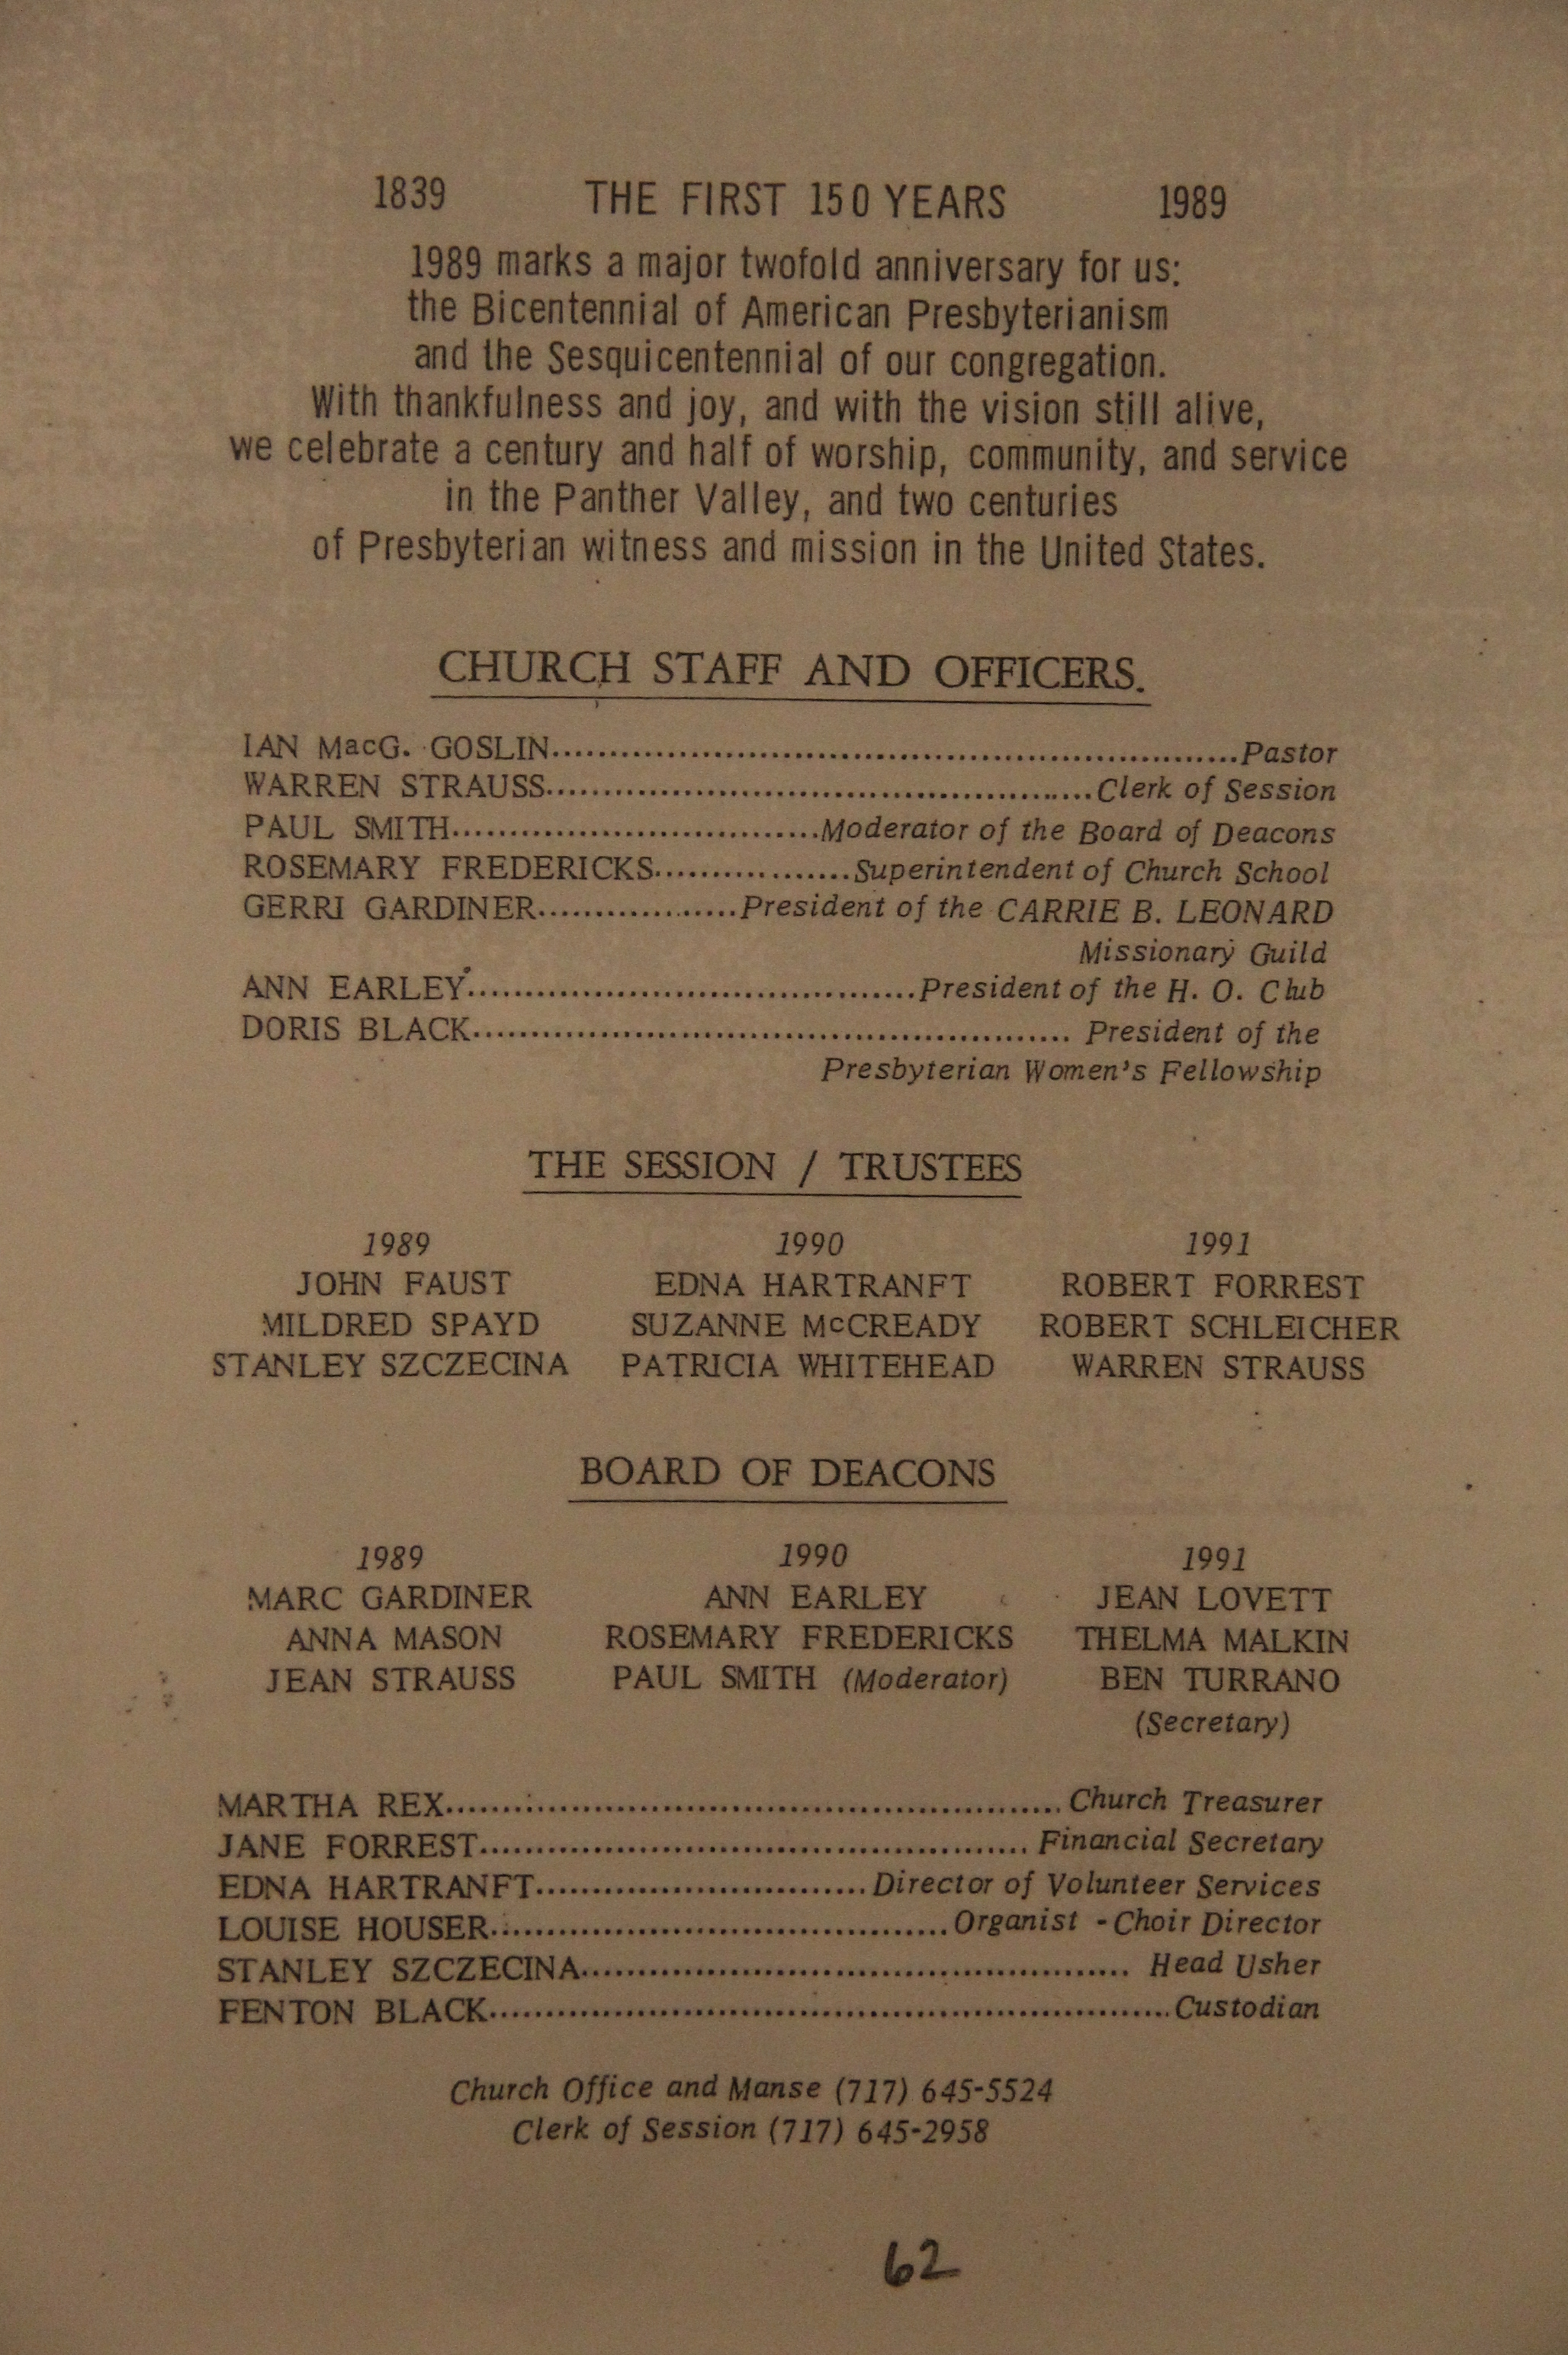 1839 THE FIRST 150 YEARS 1989
1989 marks a major twofold anniversary for us:
the Bicentennial of American Presbyterianism
and the Sesquicentennial of our congregation.
With thankfulness and joy, and with the vision still alive,
we celebrate a century and half of worship, community, and service
in the Panther Valley, and two centuries
of Presbyterian witness and mission in the United States.
CHURCH STAFF AND OFFICERS.
IAN MacG. GOSLIN..........Pastor
WARREN STRAUSS..........Clerk of Session
PAUL SMITH..........Moderator of the Board of Deacons
ROSEMARY FREDERICKS..........Superintendent of Church School
GERRI GARDINER..........President of the CARRIE B. LEONARD
Missionary Guild
ANN EARLEY..........President of the H. O. Club
DORIS BLACK..........President of the
Presbyterian Women's Fellowship
THE SESSION / TRUSTEES
1989 1990 1991
JOHN FAUST EDNA HARTRANFT ROBERT FORREST
MILDRED SPAYD SUZANNE McCREADY ROBERT SCHLEICHER
STANLEY SZCZECINA PATRICIA WHITEHEAD WARREN STRAUSS
BOARD OF DEACONS
1989 1990 1991
MARC GARDINER ANN EARLEY JEAN LOVETT
ANNA MASON ROSEMARY FREDERICKS THELMA MALKIN
JEAN STRAUSS PAUL SMITH (Moderator) BEN TURRANO
(Secretary)
MARTHA REX..........Church Treasurer
JANE FORREST..........Financial Secretary
EDNA HARTRANFT..........Director of Volunteer Services
LOUISE HOUSER..........Organist - Choir Director
STANLEY SZCZECINA..........Head Usher
FENTON BLACK..........Custodian
Church Office and Manse (717) 645-5524
Clerk of Session (717) 645-2958
62